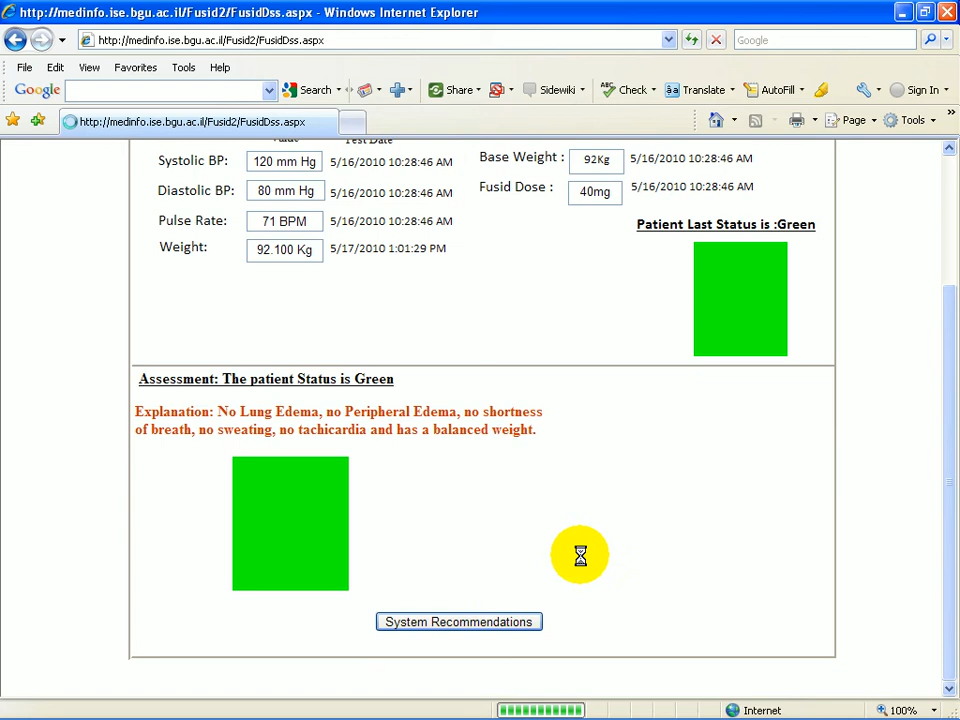 http://medinfo.ise.bgu.ac.il/Fusid2/FusidDss.aspx - Windows Internet Explorer
http://medinfo.ise.bgu.ac.il/Fusid2/FusidDss.aspx
Google
File Edit View Favorites Tools Help
Google Search Share Sidewiki Check Translate AutoFill Sign In
http://medinfo.ise.bgu.ac.il/Fusid2/FusidDss.aspx
Page Tools
Systolic BP: 120 mm Hg 5/16/2010 10:28:46 AM Base Weight : 92Kg 5/16/2010 10:28:46 AM
Diastolic BP: 80 mm Hg 5/16/2010 10:28:46 AM Fusid Dose : 40mg 5/16/2010 10:28:46 AM
Pulse Rate: 71 BPM 5/16/2010 10:28:46 AM
Patient Last Status is :Green
Weight: 92.100 Kg 5/17/2010 1:01:29 PM
Assessment: The patient Status is Green
Explanation: No Lung Edema, no Peripheral Edema, no shortness
of breath, no sweating, no tachicardia and has a balanced weight.
System Recommendations
Internet 100%